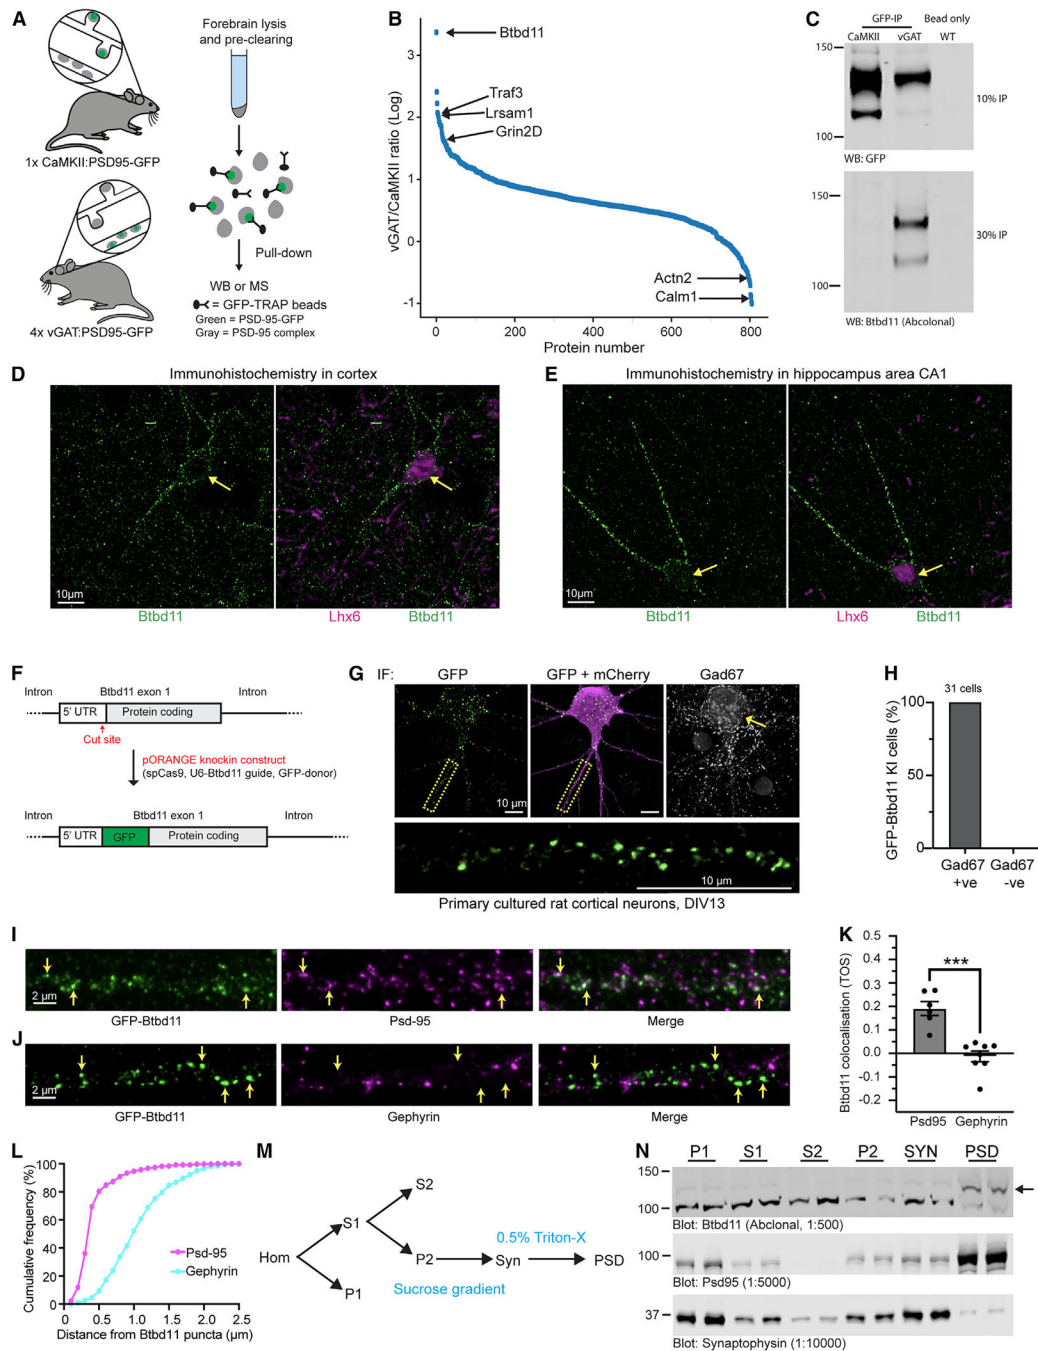 A
1x CaMKII:PSD95-GFP
4x vGAT:PSD95-GFP
Forebrain lysis
and pre-clearing
Pull-down
WB or MS
= GFP-TRAP beads
Green = PSD-95-GFP
Gray = PSD-95 complex
B
vGAT/CaMKII ratio (Log)
3
2
1
0
-1
Btbd11
Traf3
Lrsam1
Grin2D
Actn2
Calm1
0
200
400
600
800
Protein number
C
GFP-IP
Bead only
CaMKII
vGAT
WT
150
100
10% IP
WB: GFP
150
100
30% IP
WB: Btbd11 (Abcolonal)
D
Immunohistochemistry in cortex
10µm
Btbd11
Lhx6
Btbd11
E
Immunohistochemistry in hippocampus area CA1
10µm
Btbd11
Lhx6
Btbd11
F
Intron
Btbd11 exon 1
Intron
5' UTR
Protein coding
Cut site
pORANGE knockin construct
(spCas9, U6-Btbd11 guide, GFP-donor)
Intron
Btbd11 exon 1
Intron
5' UTR
GFP
Protein coding
G
IF:
GFP
GFP + mCherry
Gad67
10 µm
10 µm
Primary cultured rat cortical neurons, DIV13
H
GFP-Btbd11 KI cells (%)
31 cells
100
50
0
Gad67
+ve
Gad67
-ve
I
2 µm
GFP-Btbd11
Psd-95
Merge
J
2 µm
GFP-Btbd11
Gephyrin
Merge
K
Btbd11 colocalisation (TOS)
0.5
0.4
0.3
0.2
0.1
0.0
-0.1
-0.2
***
Psd95
Gephyrin
L
Cumulative frequency (%)
100
80
60
40
20
0
Psd-95
Gephyrin
0.0
0.5
1.0
1.5
2.0
2.5
Distance from Btbd11 puncta (µm)
M
Hom
S1
P1
S2
P2
Syn
PSD
0.5% Triton-X
Sucrose gradient
N
P1
S1
S2
P2
SYN
PSD
150
100
Blot: Btbd11 (Abclonal, 1:500)
100
Blot: Psd95 (1:5000)
37
Blot: Synaptophysin (1:10000)